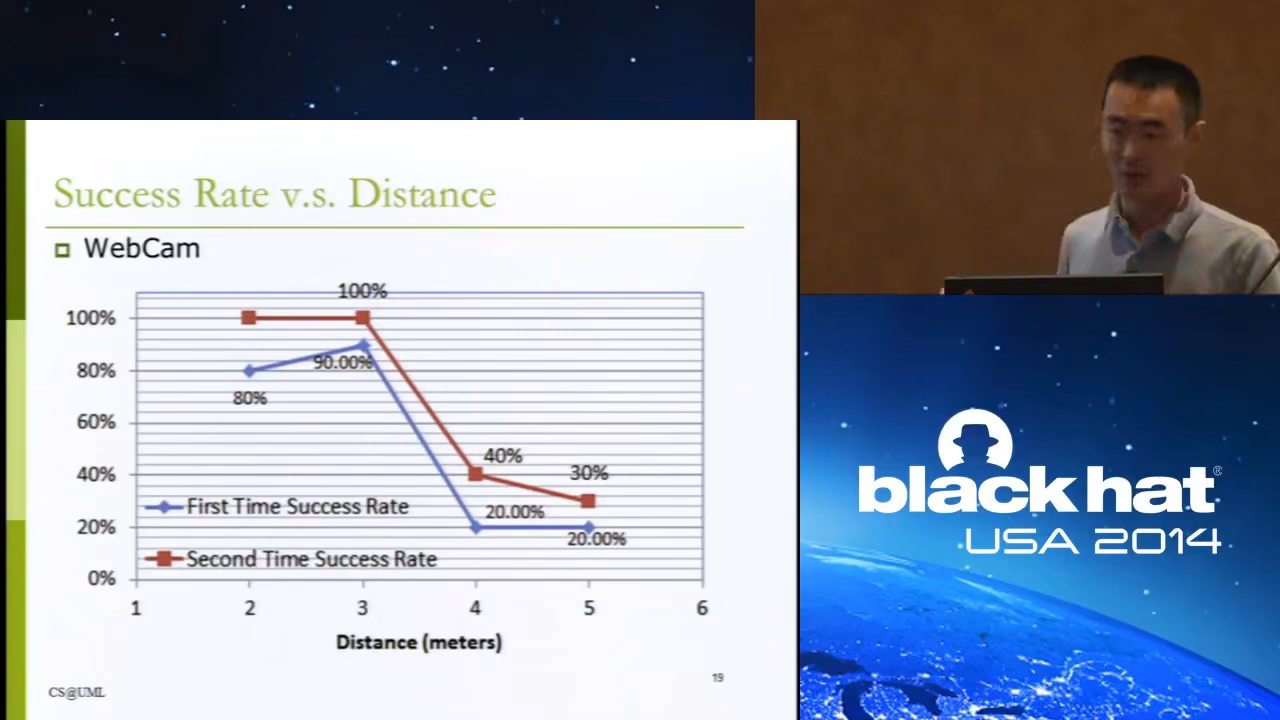 Success Rate v.s. Distance
WebCam
100%
100%
80%
60%
40%
20%
0%
90.00%
80%
40%
30%
20.00%
20.00%
First Time Success Rate
Second Time Success Rate
1 2 3 4 5 6
Distance (meters)
CS@UML
19
black hat®
USA 2014